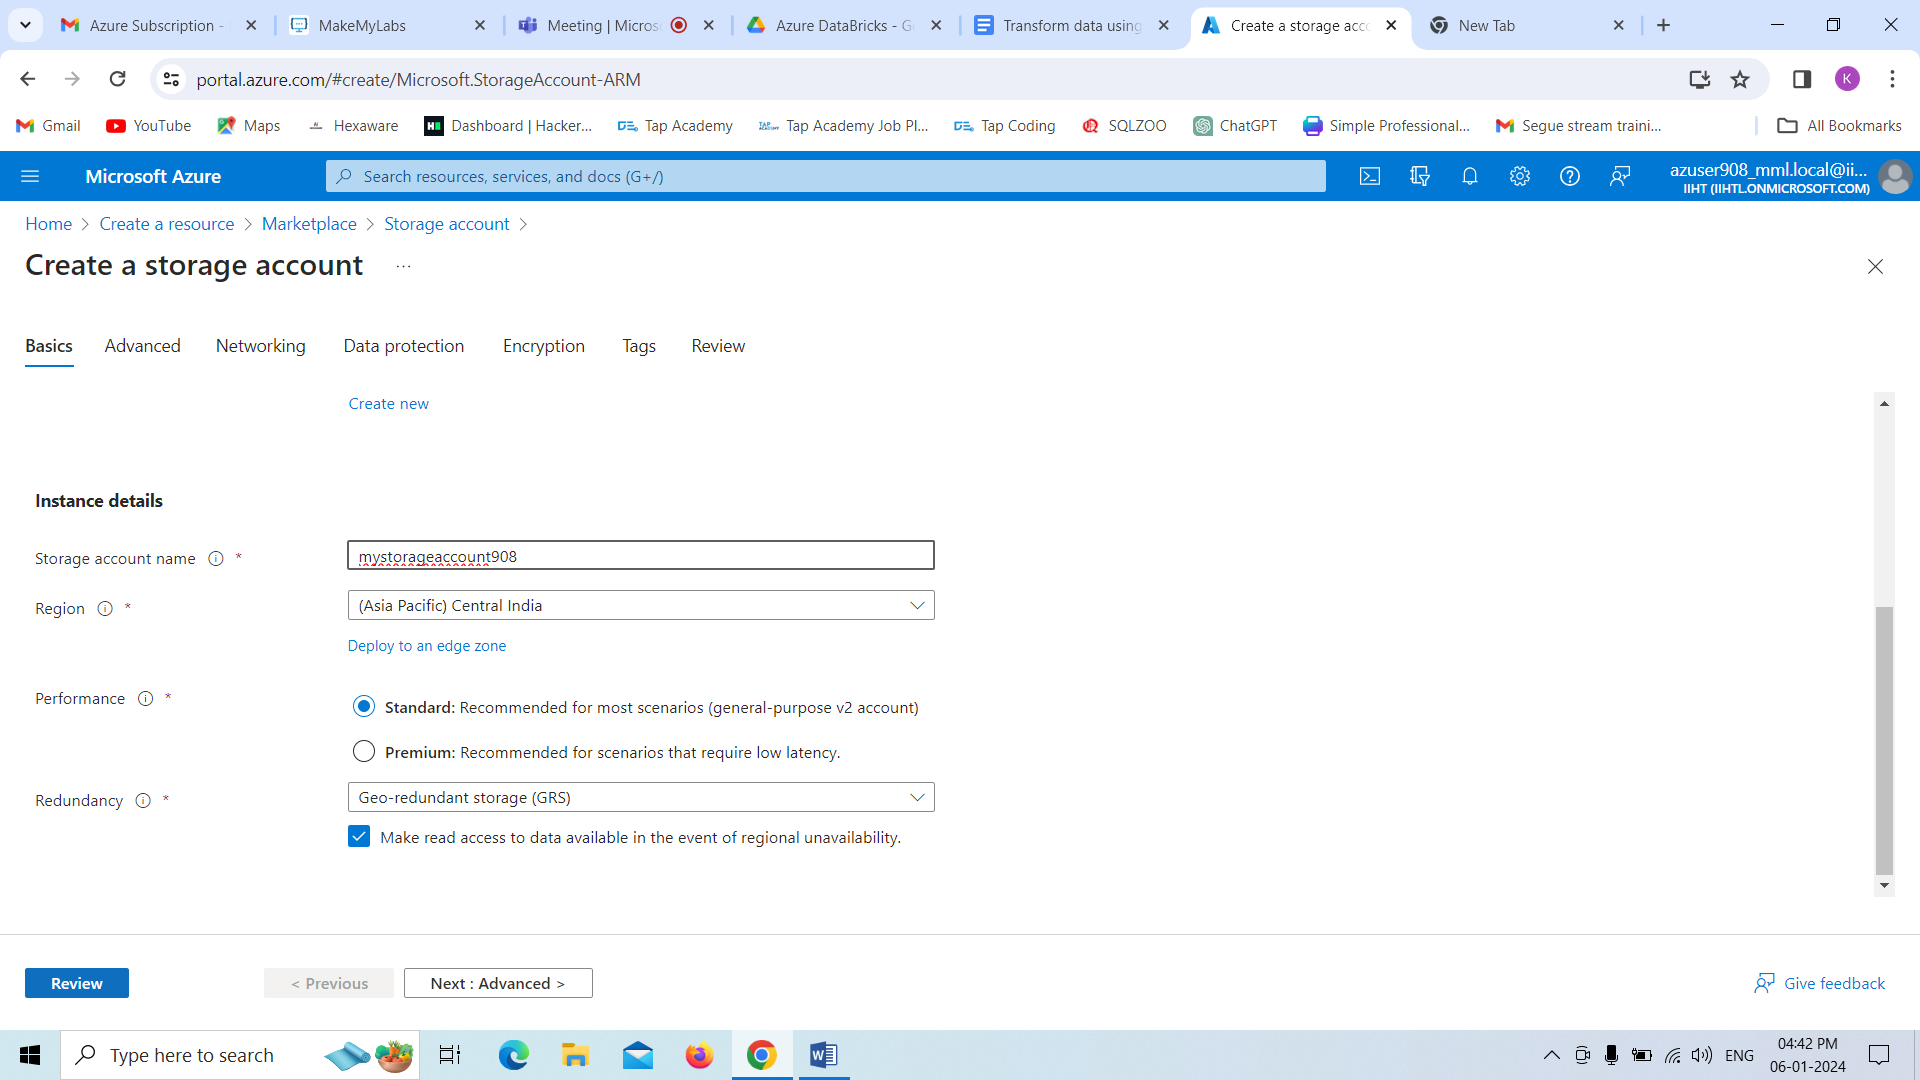 Azure Subscription -
MakeMyLabs
Meeting | Micros
Azure DataBricks - G
Transform data using
Create a storage acc
New Tab
portal.azure.com/#create/Microsoft.StorageAccount-ARM
K
Gmail
YouTube
Maps
Hexaware
Dashboard | Hacker...
Tap Academy
Tap Academy Job Pl...
Tap Coding
SQLZOO
ChatGPT
Simple Professional...
Segue stream traini...
All Bookmarks
Microsoft Azure
Search resources, services, and docs (G+/)
azuser908_mml.local@ii...
IIHT (IIHTL.ONMICROSOFT.COM)
Home > Create a resource > Marketplace > Storage account >
Create a storage account ...
Basics Advanced Networking Data protection Encryption Tags Review
Create new
Instance details
Storage account name *
mystorageaccount908
Region *
(Asia Pacific) Central India
Deploy to an edge zone
Performance *
Standard: Recommended for most scenarios (general-purpose v2 account)
Premium: Recommended for scenarios that require low latency.
Redundancy *
Geo-redundant storage (GRS)
Make read access to data available in the event of regional unavailability.
Review
< Previous
Next : Advanced >
Give feedback
Type here to search
ENG
04:42 PM
06-01-2024